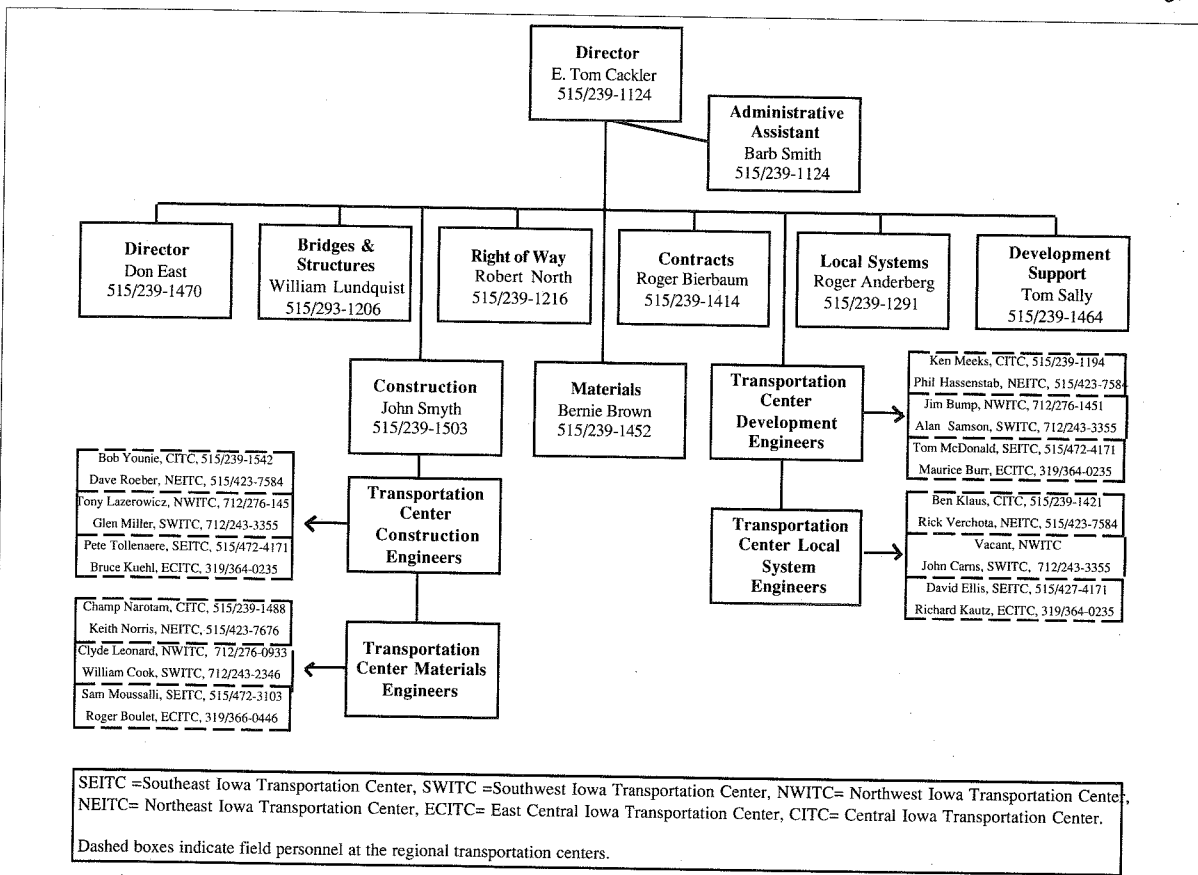 Director
E. Tom Cackler
515/239-1124
Administrative
Assistant
Barb Smith
515/239-1124
Director
Don East
515/239-1470
Bridges &
Structures
William Lundquist
515/293-1206
Right of Way
Robert North
515/239-1216
Contracts
Roger Bierbaum
515/239-1414
Local Systems
Roger Anderberg
515/239-1291
Development
Support
Tom Sally
515/239-1464
Construction
John Smyth
515/239-1503
Materials
Bernie Brown
515/239-1452
Transportation
Center
Development
Engineers
Ken Meeks, CITC, 515/239-1194
Phil Hassenstab, NEITC, 515/423-7584
Jim Bump, NWITC, 712/276-1451
Alan Samson, SWITC, 712/243-3355
Tom McDonald, SEITC, 515/472-4171
Maurice Burr, ECITC, 319/364-0235
Bob Younie, CITC, 515/239-1542
Dave Roeber, NEITC, 515/423-7584
Tony Lazerowicz, NWITC, 712/276-145
Glen Miller, SWITC, 712/243-3355
Pete Tollenaere, SEITC, 515/472-4171
Bruce Kuehl, ECITC, 319/364-0235
Transportation
Center
Construction
Engineers
Transportation
Center Local
System
Engineers
Ben Klaus, CITC, 515/239-1421
Rick Verchota, NEITC, 515/423-7584
Vacant, NWITC
John Carns, SWITC, 712/243-3355
David Ellis, SEITC, 515/427-4171
Richard Kautz, ECITC, 319/364-0235
Champ Narotam, CITC, 515/239-1488
Keith Norris, NEITC, 515/423-7676
Clyde Leonard, NWITC, 712/276-0933
William Cook, SWITC, 712/243-2346
Sam Moussalli, SEITC, 515/472-3103
Roger Boulet, ECITC, 319/366-0446
Transportation
Center Materials
Engineers
SEITC =Southeast Iowa Transportation Center, SWITC =Southwest Iowa Transportation Center, NWITC= Northwest Iowa Transportation Center,
NEITC= Northeast Iowa Transportation Center, ECITC= East Central Iowa Transportation Center, CITC= Central Iowa Transportation Center.
Dashed boxes indicate field personnel at the regional transportation centers.